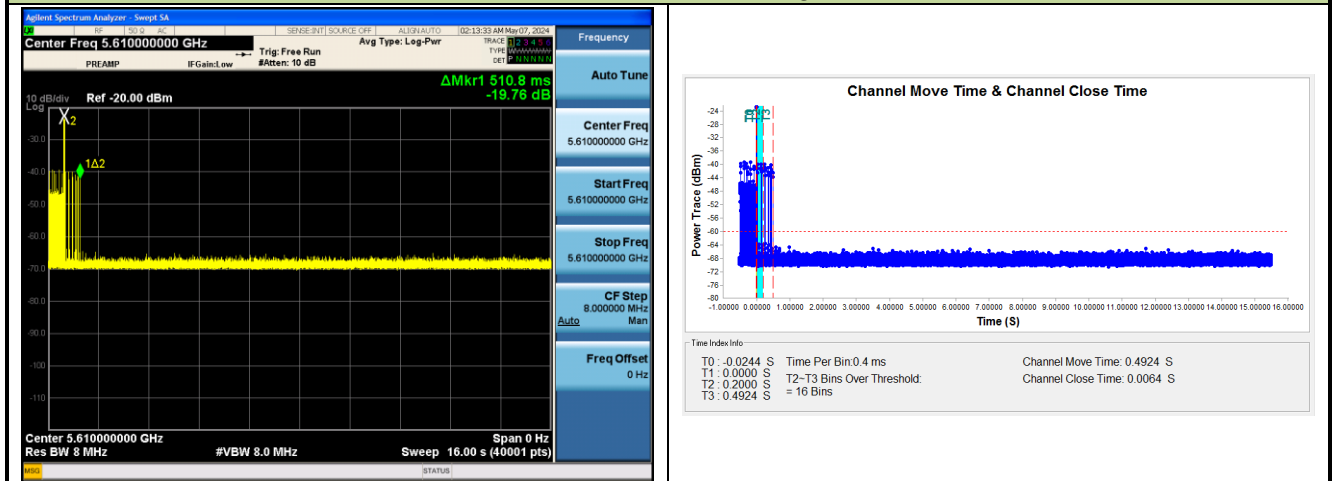 Agilent Spectrum Analyzer - Swept SA
RF 50 Ω AC SENSE:INT SOURCE OFF ALIGN AUTO 02:13:33 AM May 07, 2024
Center Freq 5.610000000 GHz
Avg Type: Log-Pwr
TRACE 1 2 3 4 5 6
TYPE
DET P N N N N N
PREAMP
IFGain:Low
Trig: Free Run
#Atten: 10 dB
ΔMkr1 510.8 ms
-19.76 dB
10 dB/div
Log
Ref -20.00 dBm
2
1Δ2
-30.0
-40.0
-50.0
-60.0
-70.0
-80.0
-90.0
-100
-110
Center 5.610000000 GHz
Span 0 Hz
Res BW 8 MHz
#VBW 8.0 MHz
Sweep 16.00 s (40001 pts)
MSG
STATUS
Frequency
Auto Tune
Center Freq
5.610000000 GHz
Start Freq
5.610000000 GHz
Stop Freq
5.610000000 GHz
CF Step
8.000000 MHz
Auto Man
Freq Offset
0 Hz
Channel Move Time & Channel Close Time
Power Trace (dBm)
-24
-28
-32
-36
-40
-44
-48
-52
-56
-60
-64
-68
-72
-76
-80
T0
T3
-1.00000 0.00000 1.00000 2.00000 3.00000 4.00000 5.00000 6.00000 7.00000 8.00000 9.00000 10.00000 11.00000 12.00000 13.00000 14.00000 15.00000 16.00000
Time (S)
Time Index Info
T0 : -0.0244 S
T1 : 0.0000 S
T2 : 0.2000 S
T3 : 0.4924 S
Time Per Bin:0.4 ms
T2~T3 Bins Over Threshold:
= 16 Bins
Channel Move Time: 0.4924 S
Channel Close Time: 0.0064 S